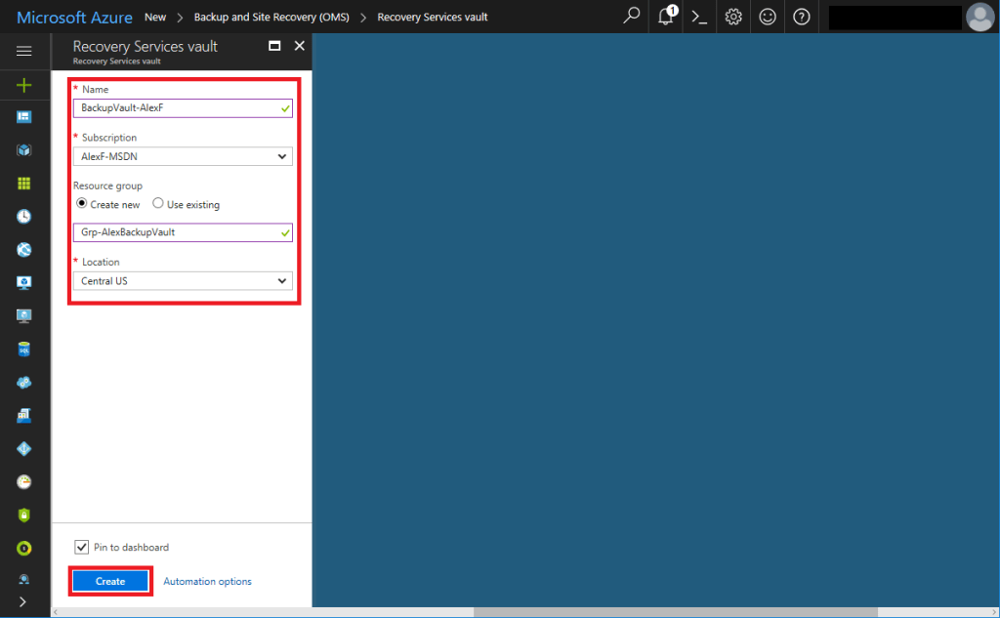 Microsoft Azure New > Backup and Site Recovery (OMS) > Recovery Services vault
1
Recovery Services vault
Recovery Services vault
* Name
BackupVault-AlexF
* Subscription
AlexF-MSDN
Resource group
Create new Use existing
Grp-AlexBackupVault
* Location
Central US
Pin to dashboard
Create Automation options